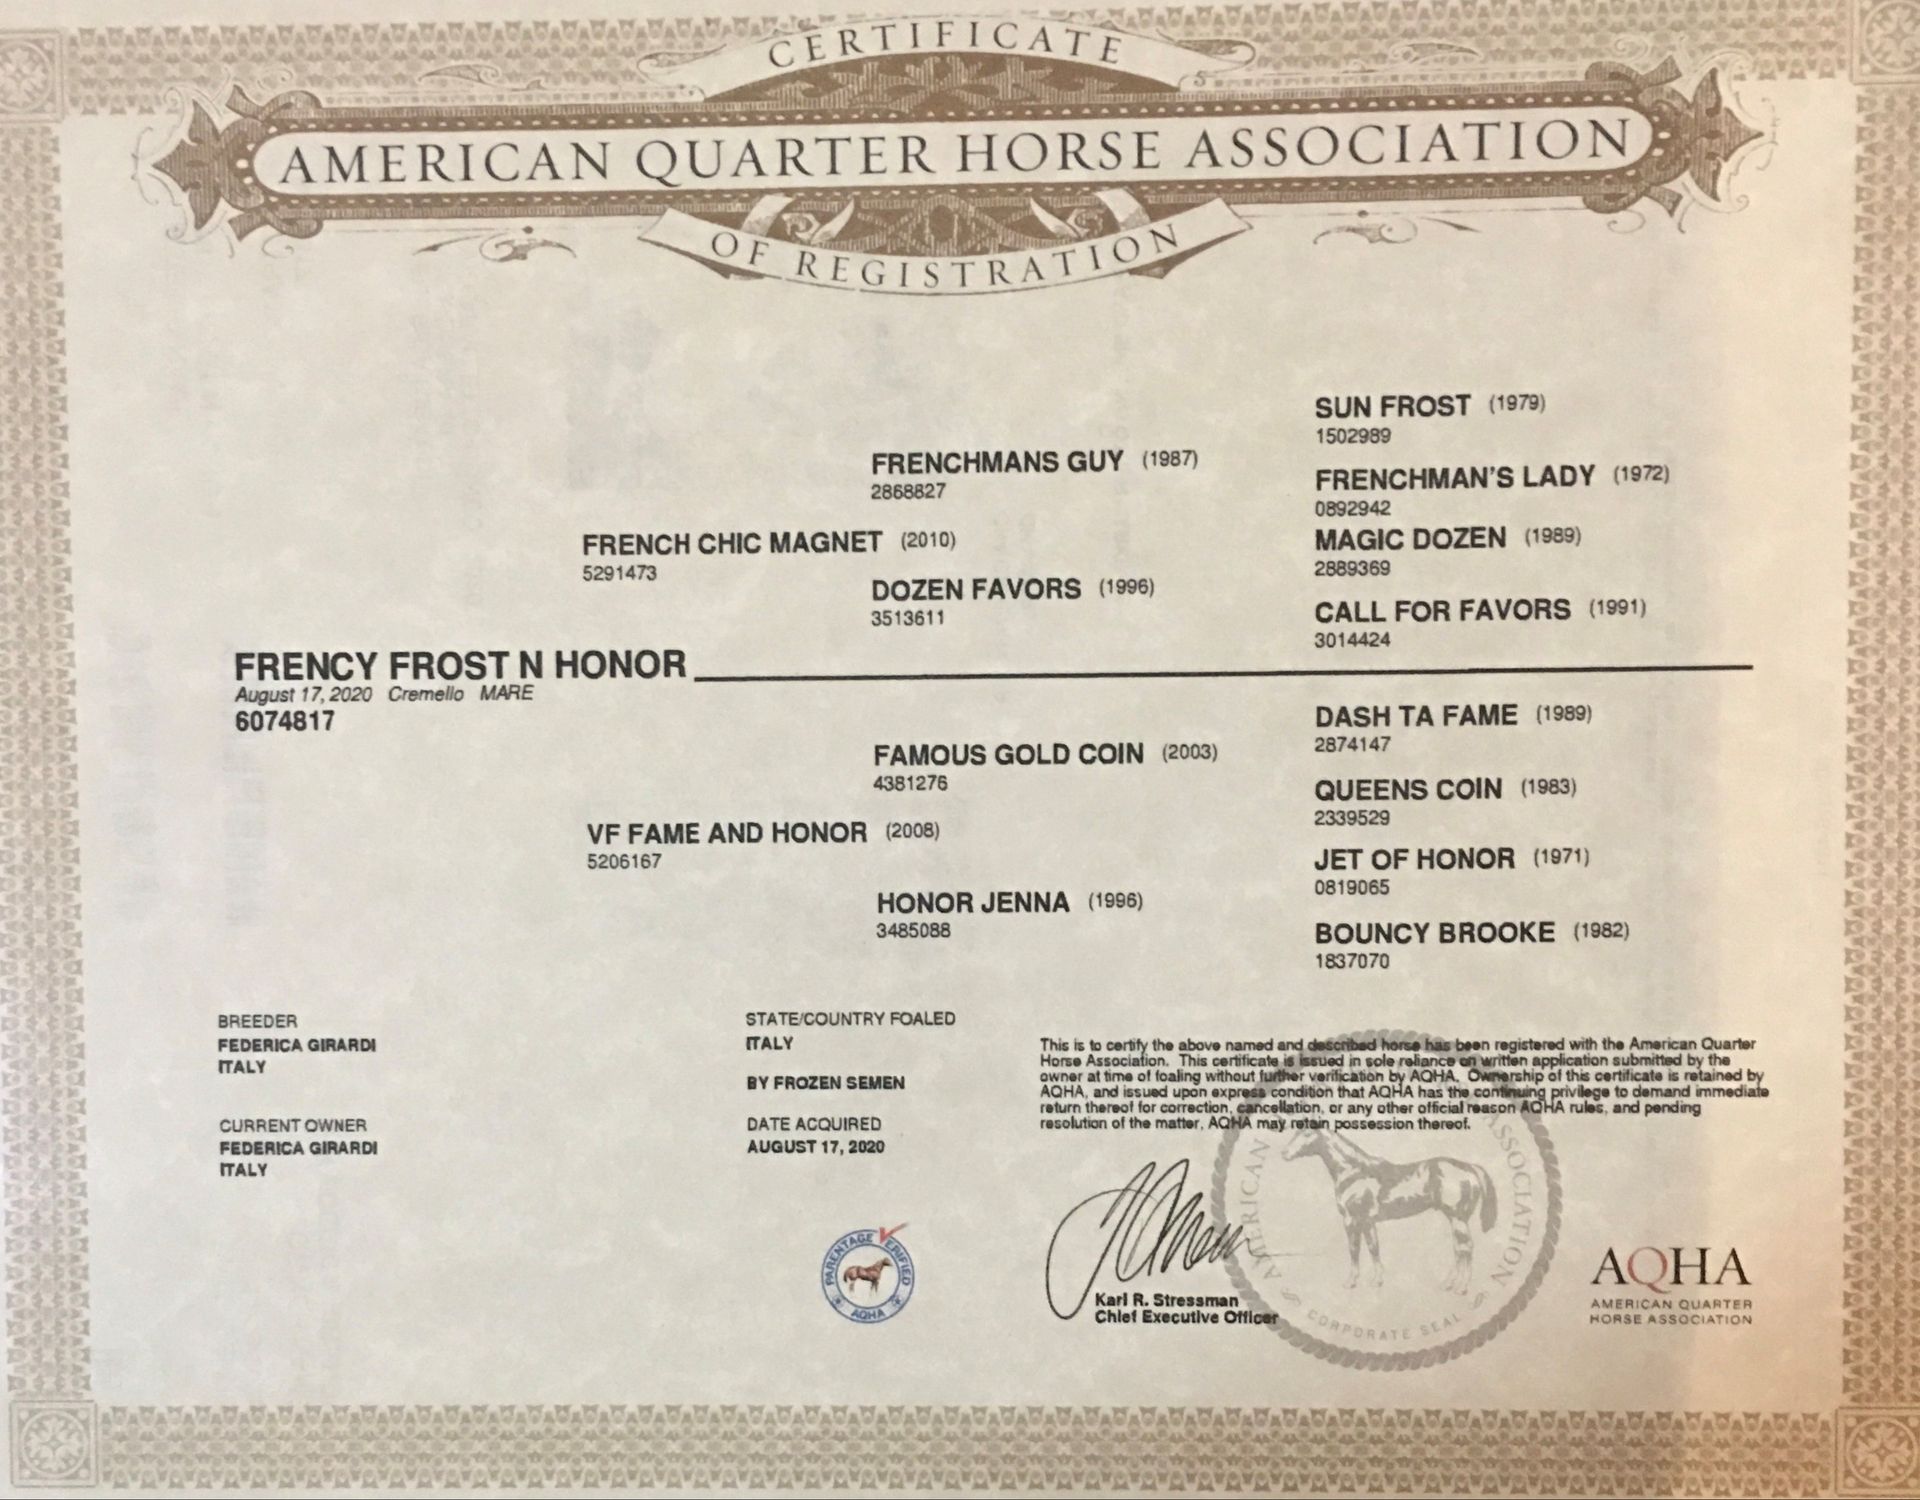 CERTIFICATE
AMERICAN QUARTER HORSE ASSOCIATION
OF REGISTRATION
SUN FROST (1979)
1502989
FRENCHMANS GUY (1987)
2868827
FRENCHMAN'S LADY (1972)
0892942
FRENCH CHIC MAGNET (2010)
5291473
MAGIC DOZEN (1989)
2889369
DOZEN FAVORS (1996)
3513611
CALL FOR FAVORS (1991)
3014424
FRENCY FROST N HONOR
August 17, 2020 Cremello MARE
6074817
DASH TA FAME (1989)
2874147
FAMOUS GOLD COIN (2003)
4381276
QUEENS COIN (1983)
2339529
VF FAME AND HONOR (2008)
5206167
JET OF HONOR (1971)
0819065
HONOR JENNA (1996)
3485088
BOUNCY BROOKE (1982)
1837070
BREEDER
FEDERICA GIRARDI
ITALY
STATE/COUNTRY FOALED
ITALY
BY FROZEN SEMEN
CURRENT OWNER
FEDERICA GIRARDI
ITALY
DATE ACQUIRED
AUGUST 17, 2020
This is to certify the above named and described horse has been registered with the American Quarter
Horse Association. This certificate is issued in sole reliance on written application submitted by the
owner at time of foaling without further verification by AQHA. Ownership of this certificate is retained by
AQHA, and issued upon express condition that AQHA has the continuing privilege to demand immediate
return thereof for correction, cancellation, or any other official reason AQHA rules, and pending
resolution of the matter, AQHA may retain possession thereof.
PARENTAGE VERIFIED
AQHA
Karl R. Stressman
Chief Executive Officer
AMERICAN ASSOCIATION
CORPORATE SEAL
AQHA
AMERICAN QUARTER
HORSE ASSOCIATION